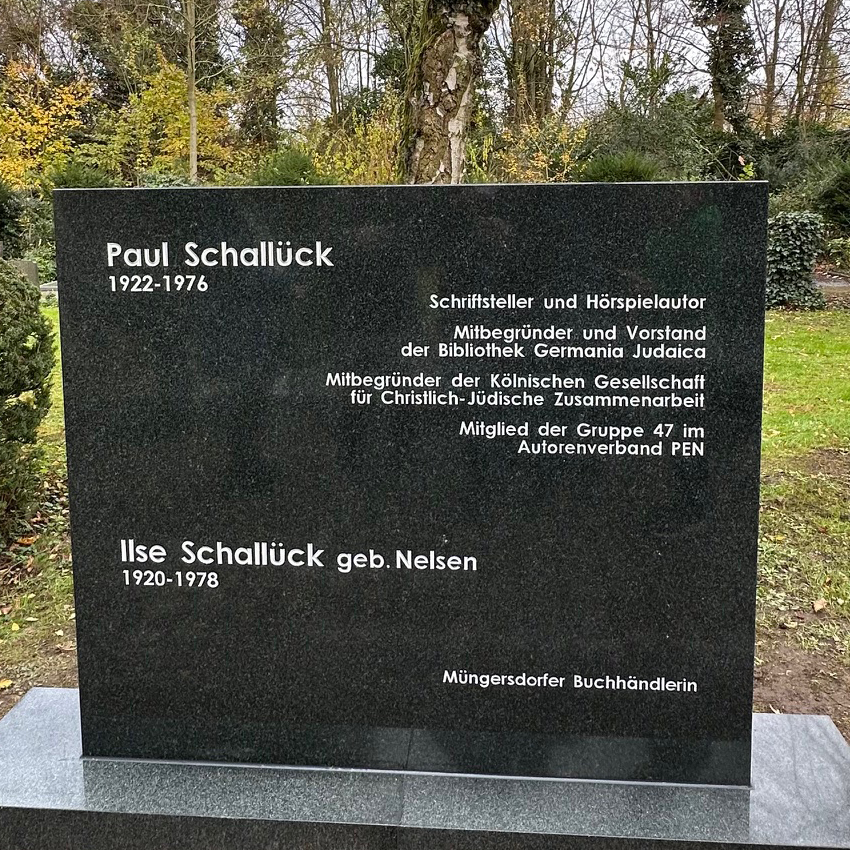 Paul Schallück
1922-1976
Schriftsteller und Hörspielautor
Mitbegründer und Vorstand
der Bibliothek Germania Judaica
Mitbegründer der Kölnischen Gesellschaft
für Christlich-Jüdische Zusammenarbeit
Mitglied der Gruppe 47 im
Autorenverband PEN
Ilse Schallück geb. Nelsen
1920-1978
Müngersdorfer Buchhändlerin